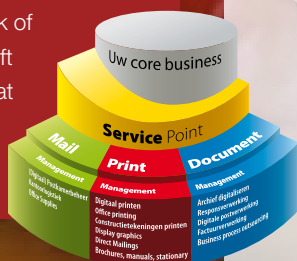 k of
ft
at
Uw core business
Service Point
Mail
Management
(Digitaal) Postkamerbeheer
Kantoorlogistiek
Office Supplies
Print
Management
Digitaal printen
Office printing
Constructietekeningen printen
Display graphics
Direct Mailings
Brochures, manuals, stationary
Document
Management
Archief digitaliseren
Responsverwerking
Digitale postverwerking
Factuurverwerking
Business process outsourcing